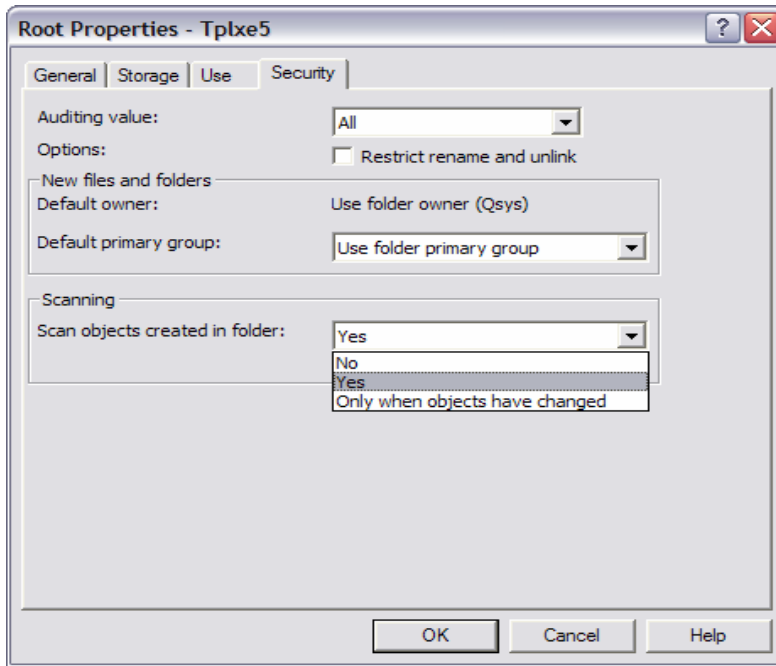 Root Properties - Tplxe5
General Storage Use Security
Auditing value: All
Options: Restrict rename and unlink
New files and folders
Default owner: Use folder owner (Qsys)
Default primary group: Use folder primary group
Scanning
Scan objects created in folder: Yes
No
Yes
Only when objects have changed
OK Cancel Help